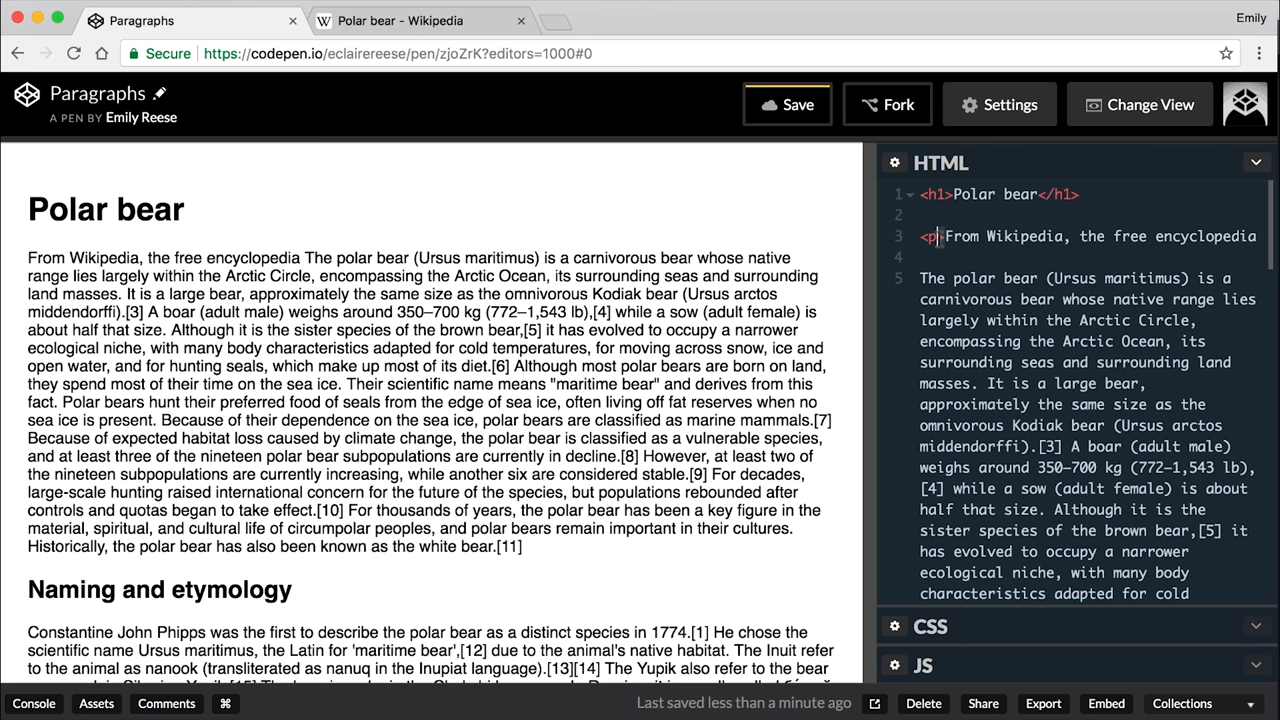 Paragraphs
Polar bear - Wikipedia
Emily
Secure
https://codepen.io/eclairereese/pen/zjoZrK?editors=1000#0
Paragraphs
A PEN BY Emily Reese
Save
Fork
Settings
Change View
Polar bear
From Wikipedia, the free encyclopedia The polar bear (Ursus maritimus) is a carnivorous bear whose native
range lies largely within the Arctic Circle, encompassing the Arctic Ocean, its surrounding seas and surrounding
land masses. It is a large bear, approximately the same size as the omnivorous Kodiak bear (Ursus arctos
middendorffi).[3] A boar (adult male) weighs around 350–700 kg (772–1,543 lb),[4] while a sow (adult female) is
about half that size. Although it is the sister species of the brown bear,[5] it has evolved to occupy a narrower
ecological niche, with many body characteristics adapted for cold temperatures, for moving across snow, ice and
open water, and for hunting seals, which make up most of its diet.[6] Although most polar bears are born on land,
they spend most of their time on the sea ice. Their scientific name means "maritime bear" and derives from this
fact. Polar bears hunt their preferred food of seals from the edge of sea ice, often living off fat reserves when no
sea ice is present. Because of their dependence on the sea ice, polar bears are classified as marine mammals.[7]
Because of expected habitat loss caused by climate change, the polar bear is classified as a vulnerable species,
and at least three of the nineteen polar bear subpopulations are currently in decline.[8] However, at least two of
the nineteen subpopulations are currently increasing, while another six are considered stable.[9] For decades,
large-scale hunting raised international concern for the future of the species, but populations rebounded after
controls and quotas began to take effect.[10] For thousands of years, the polar bear has been a key figure in the
material, spiritual, and cultural life of circumpolar peoples, and polar bears remain important in their cultures.
Historically, the polar bear has also been known as the white bear.[11]
Naming and etymology
Constantine John Phipps was the first to describe the polar bear as a distinct species in 1774.[1] He chose the
scientific name Ursus maritimus, the Latin for 'maritime bear',[12] due to the animal's native habitat. The Inuit refer
to the animal as nanook (transliterated as nanuq in the Inupiat language).[13][14] The Yupik also refer to the bear
HTML
1 <h1>Polar bear</h1>
2
3 <p>From Wikipedia, the free encyclopedia
4
5 The polar bear (Ursus maritimus) is a
carnivorous bear whose native range lies
largely within the Arctic Circle,
encompassing the Arctic Ocean, its
surrounding seas and surrounding land
masses. It is a large bear,
approximately the same size as the
omnivorous Kodiak bear (Ursus arctos
middendorffi).[3] A boar (adult male)
weighs around 350–700 kg (772–1,543 lb),
[4] while a sow (adult female) is about
half that size. Although it is the
sister species of the brown bear,[5] it
has evolved to occupy a narrower
ecological niche, with many body
characteristics adapted for cold
CSS
JS
Console
Assets
Comments
⌘
Last saved less than a minute ago
Delete
Share
Export
Embed
Collections